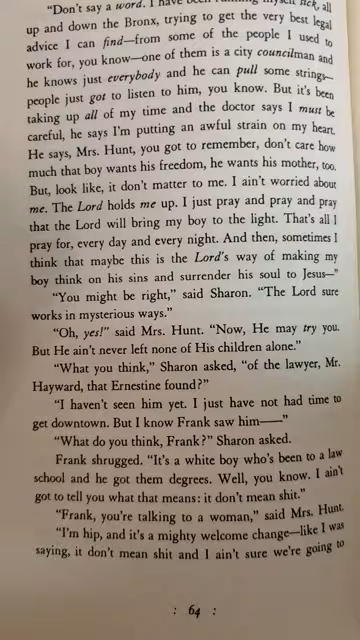 "Don't say a word. I have been running myself sick, all
up and down the Bronx, trying to get the very best legal
advice I can find—from some of the people I used to
work for, you know—one of them is a city councilman and
he knows just everybody and he can pull some strings—
people just got to listen to him, you know. But it's been
taking up all of my time and the doctor says I must be
careful, he says I'm putting an awful strain on my heart.
He says, Mrs. Hunt, you got to remember, don't care how
much that boy wants his freedom, he wants his mother, too.
But, look like, it don't matter to me. I ain't worried about
me. The Lord holds me up. I just pray and pray and pray
that the Lord will bring my boy to the light. That's all I
pray for, every day and every night. And then, sometimes I
think that maybe this is the Lord's way of making my
boy think on his sins and surrender his soul to Jesus—"
"You might be right," said Sharon. "The Lord sure
works in mysterious ways."
"Oh, yes!" said Mrs. Hunt. "Now, He may try you.
But He ain't never left none of His children alone."
"What you think," Sharon asked, "of the lawyer, Mr.
Hayward, that Ernestine found?"
"I haven't seen him yet. I just have not had time to
get downtown. But I know Frank saw him——"
"What do you think, Frank?" Sharon asked.
Frank shrugged. "It's a white boy who's been to a law
school and he got them degrees. Well, you know. I ain't
got to tell you what that means: it don't mean shit."
"Frank, you're talking to a woman," said Mrs. Hunt.
"I'm hip, and it's a mighty welcome change—like I was
saying, it don't mean shit and I ain't sure we're going to
: 64 :